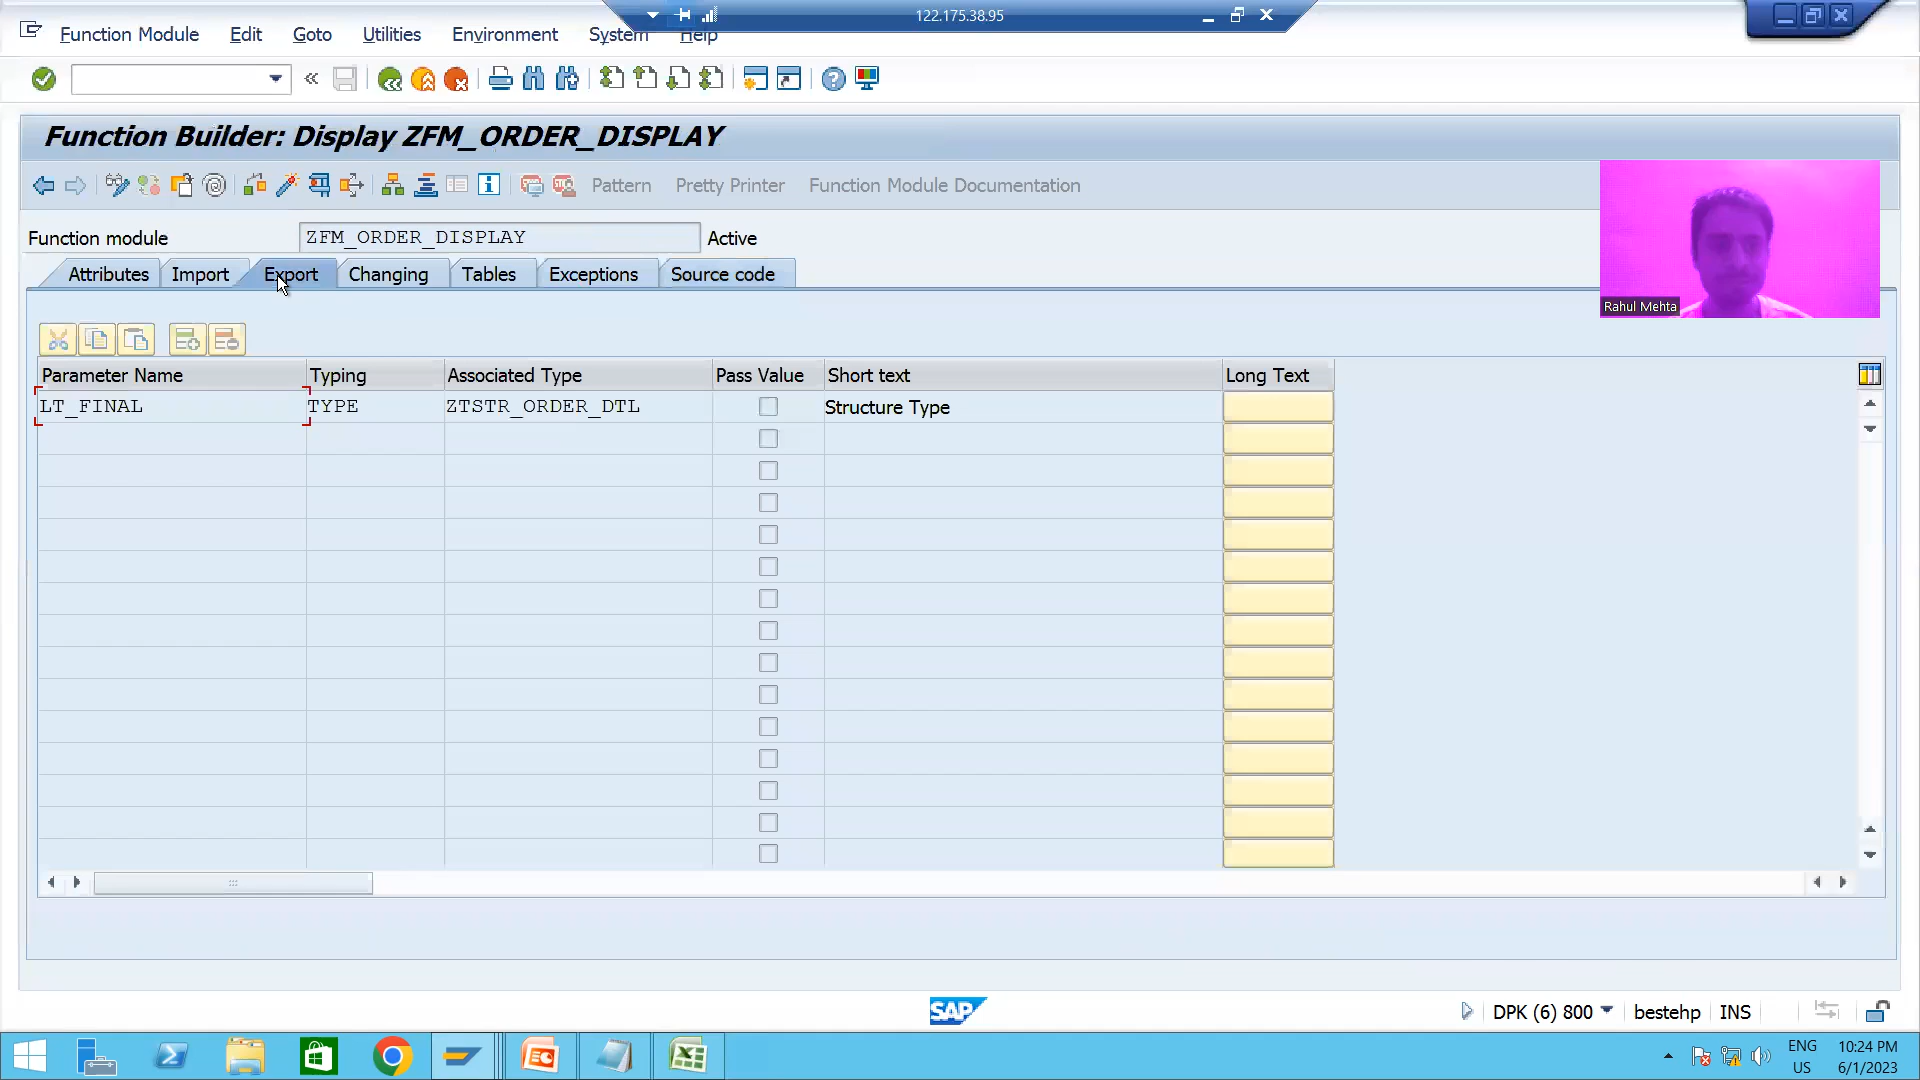 122.175.38.95
Function Module Edit Goto Utilities Environment System Help
Function Builder: Display ZFM_ORDER_DISPLAY
Pattern Pretty Printer Function Module Documentation
Function module ZFM_ORDER_DISPLAY Active
Attributes Import Export Changing Tables Exceptions Source code
Rahul Mehta
Parameter Name Typing Associated Type Pass Value Short text Long Text
LT_FINAL TYPE ZTSTR_ORDER_DTL Structure Type
SAP
DPK (6) 800 bestehp INS
ENG 10:24 PM
US 6/1/2023